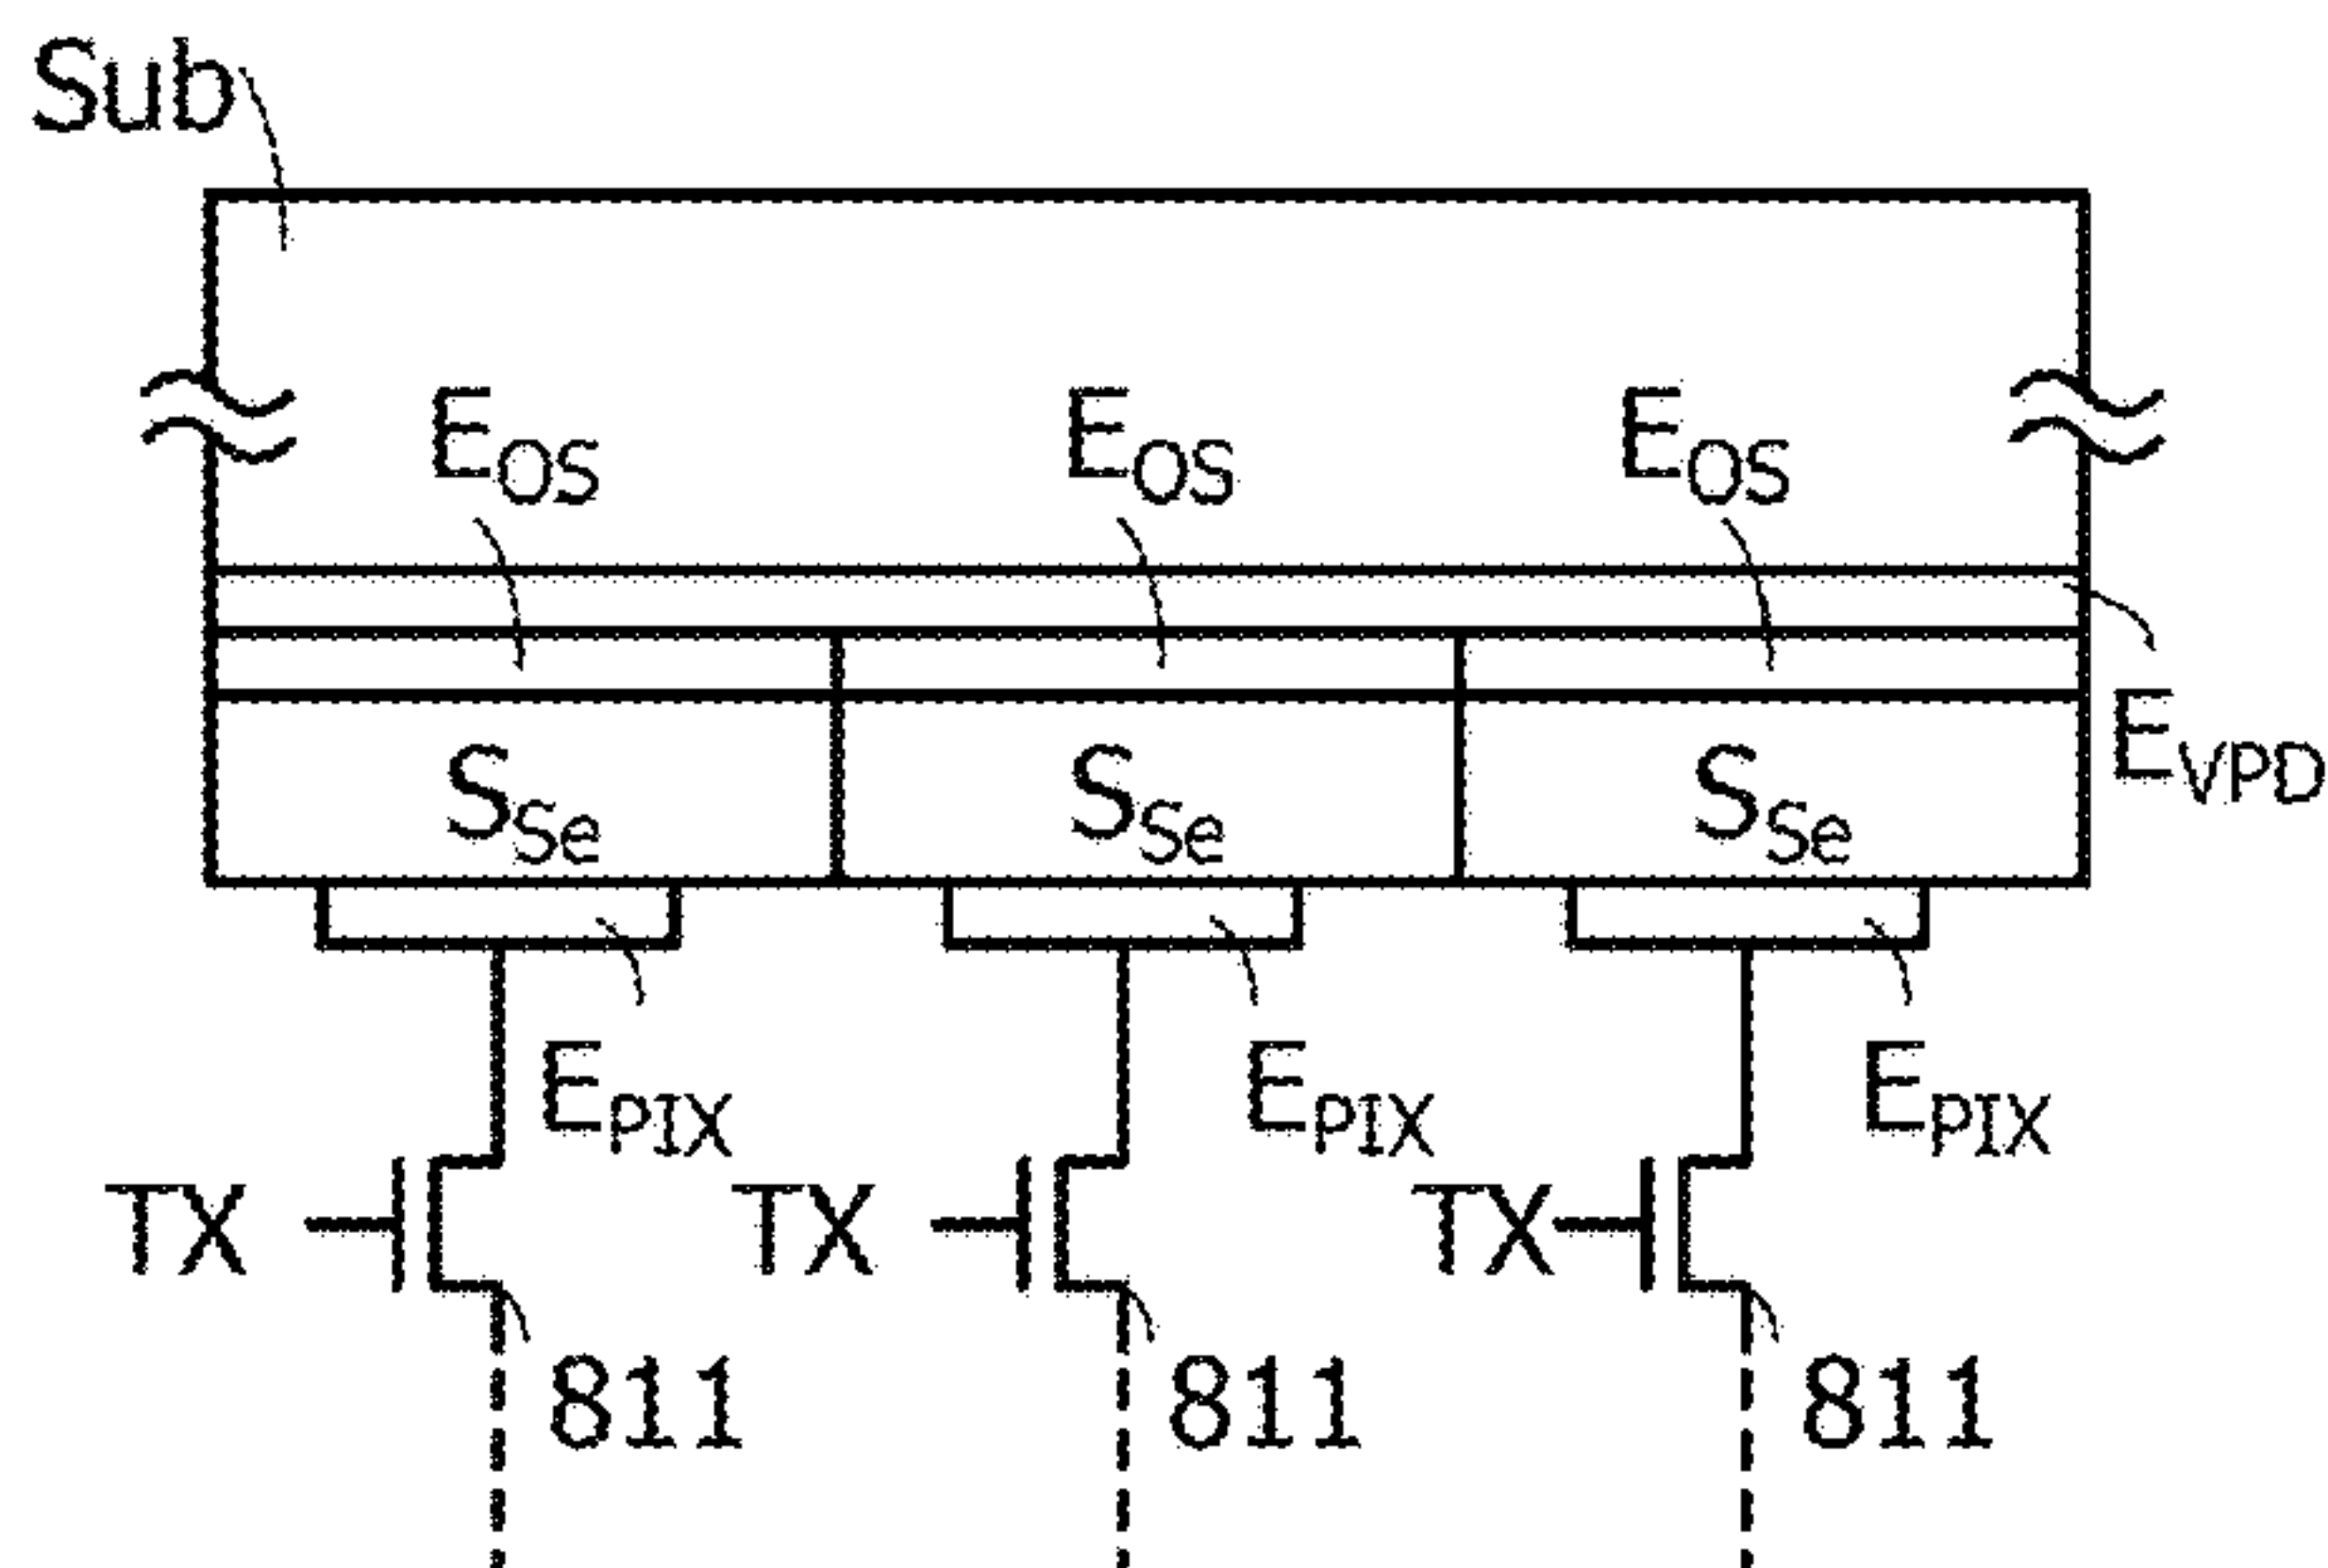 Sub
E_OS E_OS E_OS
E_VPD
S_Se S_Se S_Se
E_PIX E_PIX E_PIX
TX TX TX
811 811 811